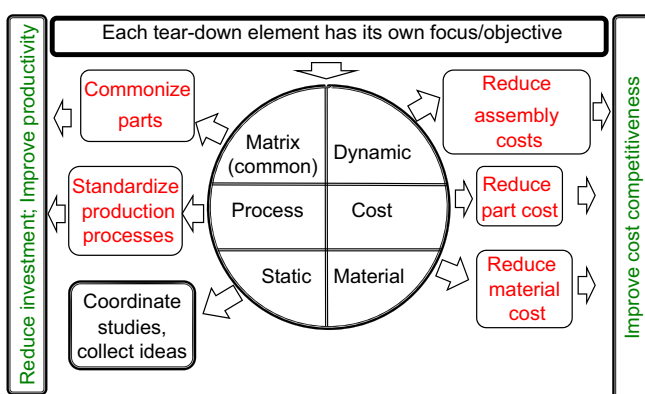 Each tear-down element has its own focus/objective
Reduce investment; Improve productivity
Commonize
parts
Standardize
production
processes
Coordinate
studies,
collect ideas
Matrix
(common)
Dynamic
Process
Cost
Static
Material
Reduce
assembly
costs
Reduce
part cost
Reduce
material
cost
Improve cost competitiveness